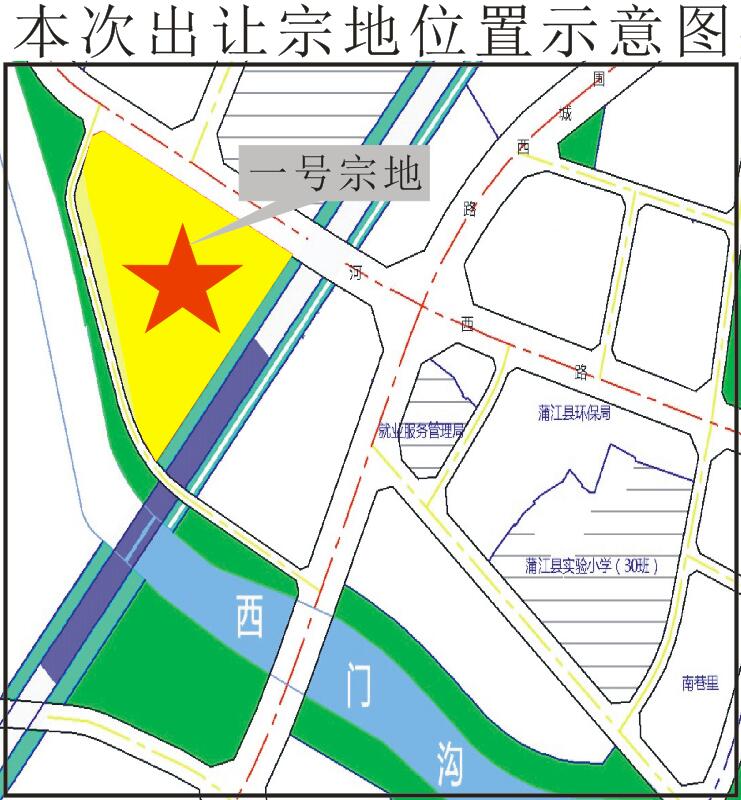 本次出让宗地位置示意图
围
城
西
路
一号宗地
河
西
路
蒲江县环保局
就业服务管理局
蒲江县实验小学（30班）
西
门
沟
南巷里